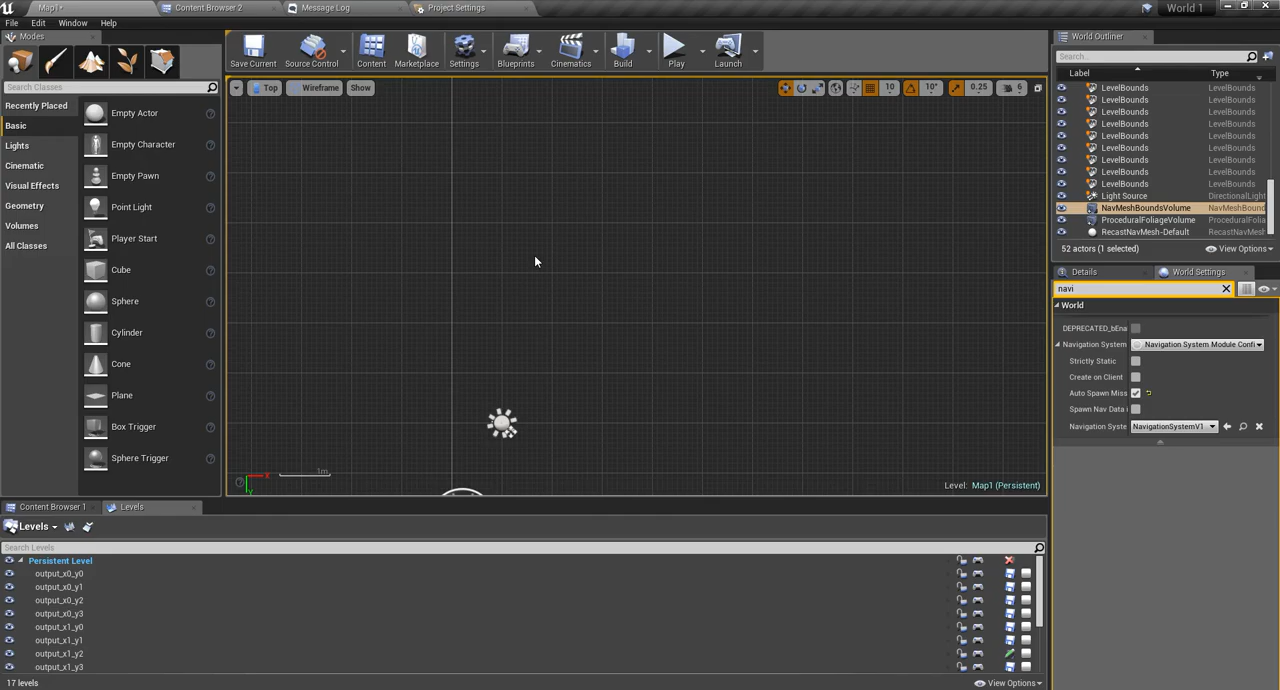 Map1*
Content Browser 2
Message Log
Project Settings
World 1
File
Edit
Window
Help
Modes
Search Classes
Recently Placed
Basic
Lights
Cinematic
Visual Effects
Geometry
Volumes
All Classes
Empty Actor
Empty Character
Empty Pawn
Point Light
Player Start
Cube
Sphere
Cylinder
Cone
Plane
Box Trigger
Sphere Trigger
Save Current
Source Control
Content
Marketplace
Settings
Blueprints
Cinematics
Build
Play
Launch
Top
Wireframe
Show
10
10°
0.25
6
1m
X
Y
Level: Map1 (Persistent)
World Outliner
Search...
Label
Type
LevelBounds LevelBounds
LevelBounds LevelBounds
LevelBounds LevelBounds
LevelBounds LevelBounds
LevelBounds LevelBounds
LevelBounds LevelBounds
LevelBounds LevelBounds
LevelBounds LevelBounds
LevelBounds LevelBounds
Light Source DirectionalLight
NavMeshBoundsVolume NavMeshBound
ProceduralFoliageVolume ProceduralFolia
RecastNavMesh-Default RecastNavMesh
52 actors (1 selected)
View Options
Details
World Settings
navi
World
DEPRECATED_bEna
Navigation System
Navigation System Module Confi
Strictly Static
Create on Client
Auto Spawn Miss
Spawn Nav Data
Navigation Syste
NavigationSystemV1
Content Browser 1
Levels
Levels
Search Levels
Persistent Level
output_x0_y0
output_x0_y1
output_x0_y2
output_x0_y3
output_x1_y0
output_x1_y1
output_x1_y2
output_x1_y3
17 levels
View Options